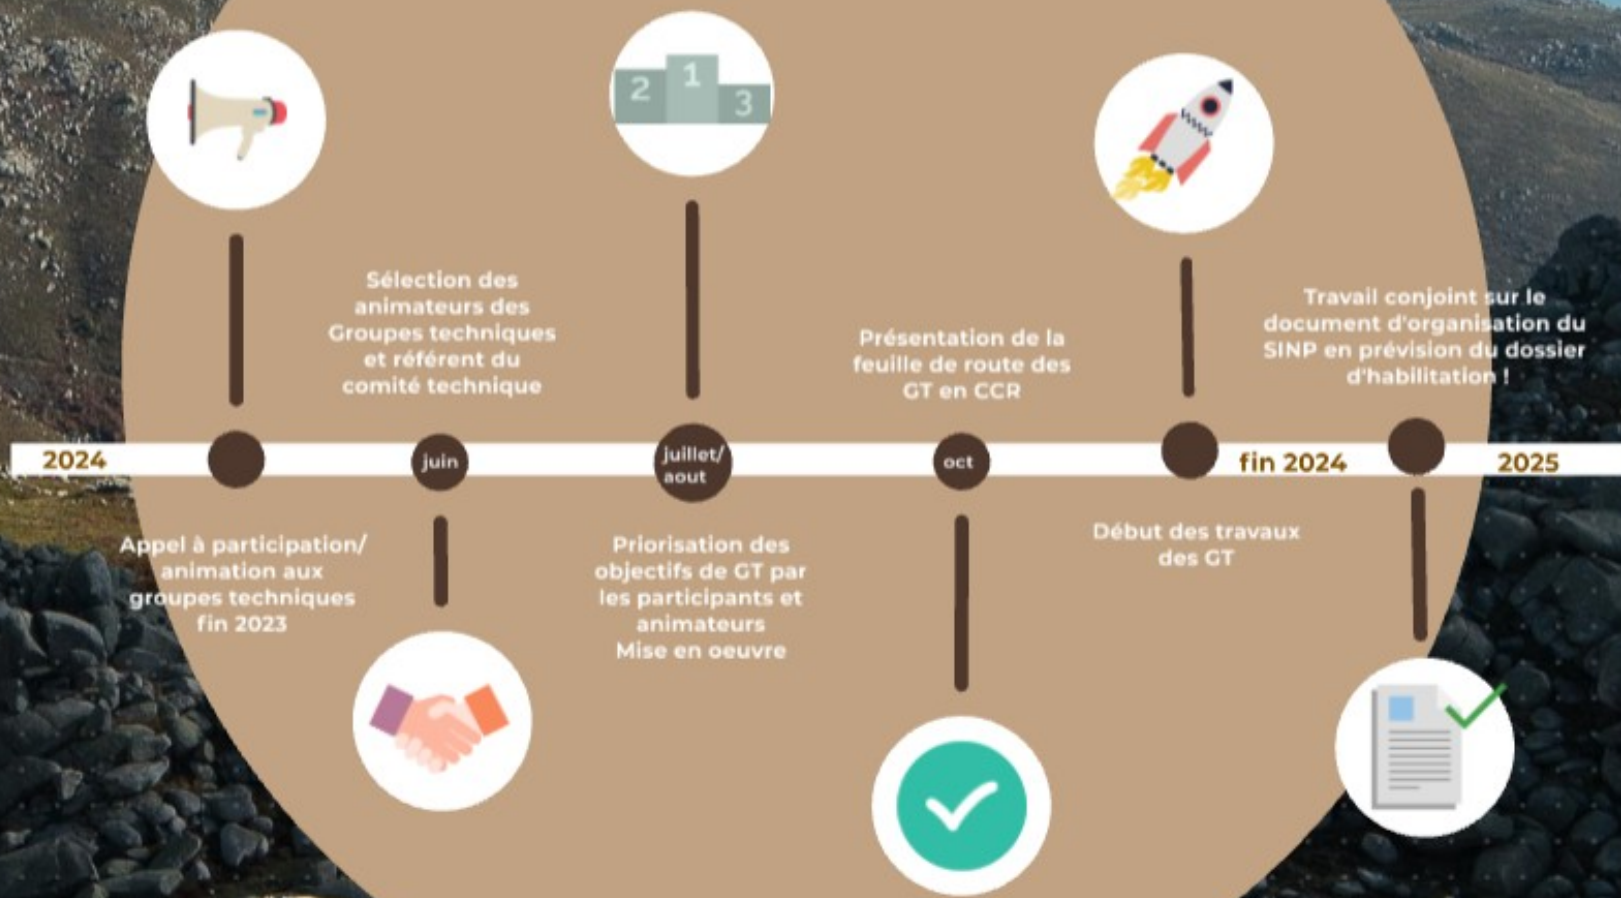 2
1
3
Sélection des
animateurs des
Groupes techniques
et référent du
comité technique
Présentation de la
feuille de route des
GT en CCR
Travail conjoint sur le
document d'organisation du
SINP en prévision du dossier
d'habilitation !
2024
juin
juillet/
aout
oct
fin 2024
2025
Appel à participation/
animation aux
groupes techniques
fin 2023
Priorisation des
objectifs de GT par
les participants et
animateurs
Mise en oeuvre
Début des travaux
des GT